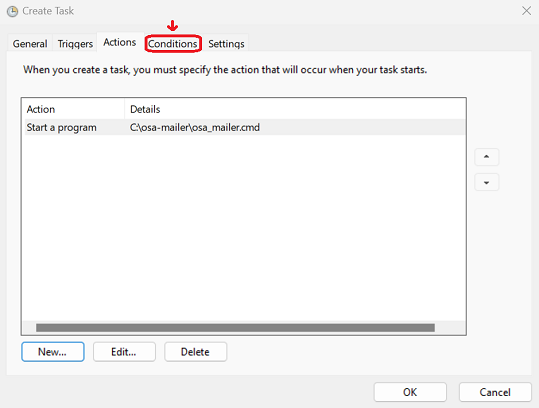 Create Task
General Triggers Actions Conditions Settings
When you create a task, you must specify the action that will occur when your task starts.
Action Details
Start a program C:\osa-mailer\osa_mailer.cmd
New... Edit... Delete
OK Cancel